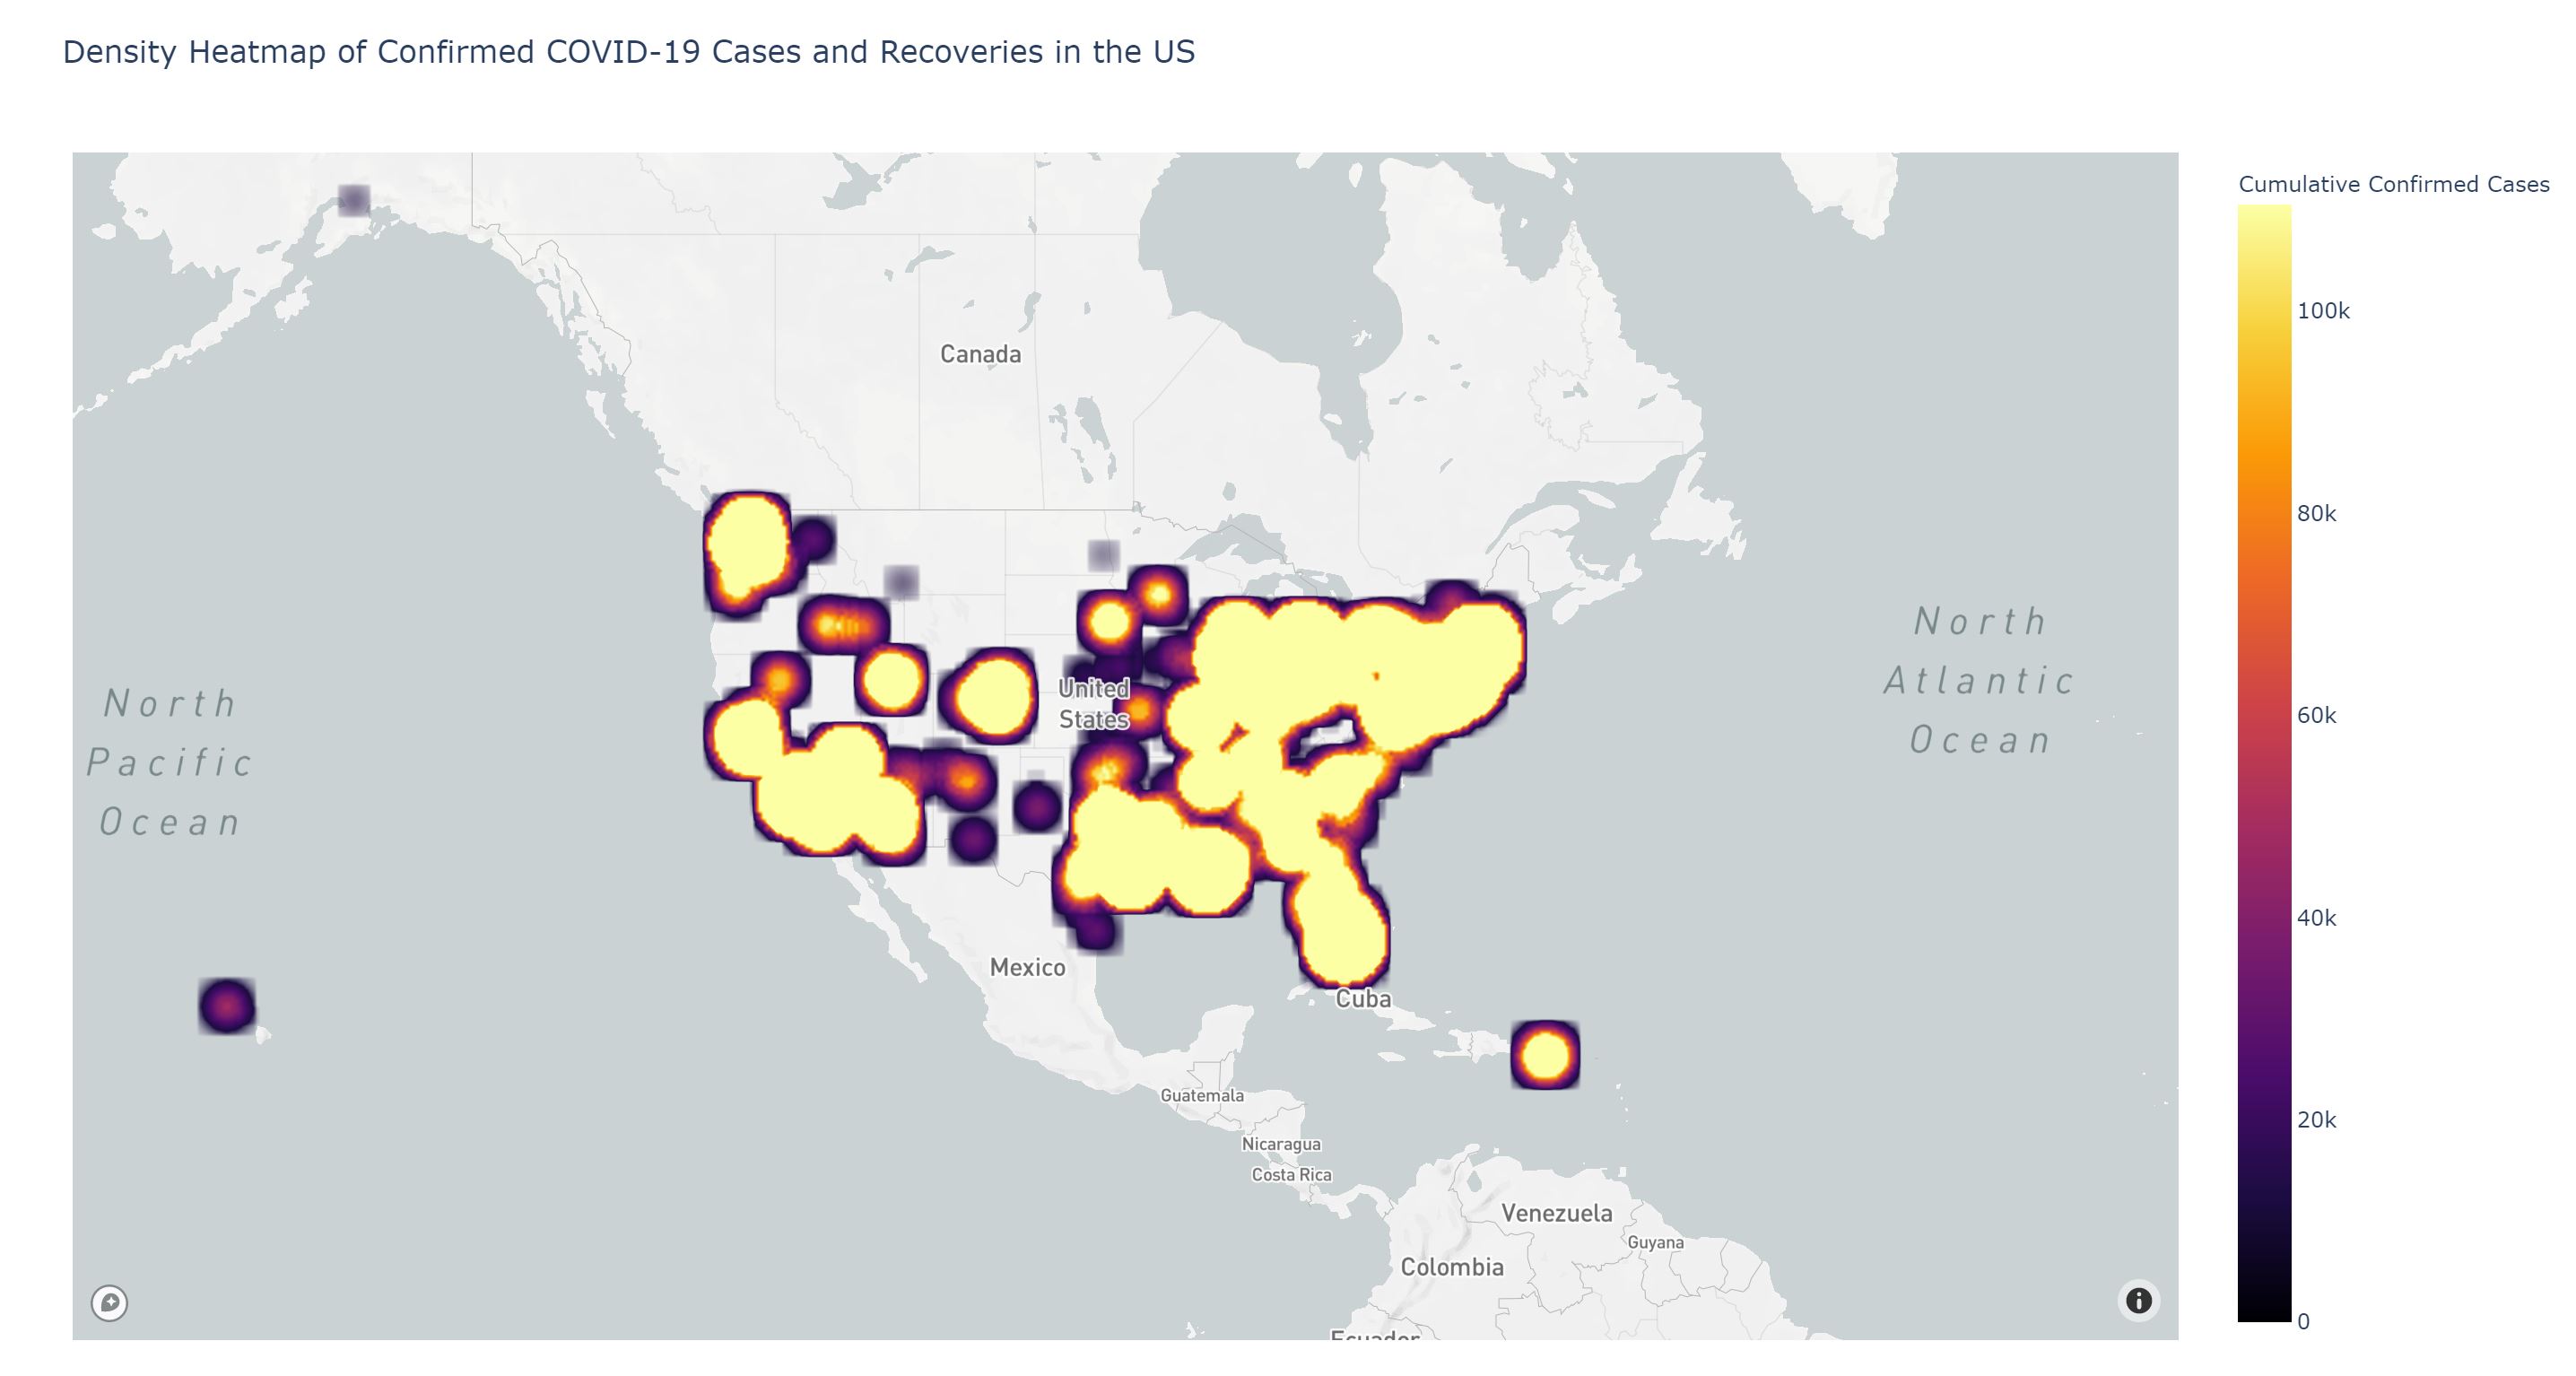 Density Heatmap of Confirmed COVID-19 Cases and Recoveries in the US
Cumulative Confirmed Cases
100k
80k
60k
40k
20k
0
Canada
North
Atlantic
Ocean
North
Pacific
Ocean
United
States
Mexico
Cuba
Guatemala
Nicaragua
Costa Rica
Venezuela
Guyana
Colombia
Ecuador